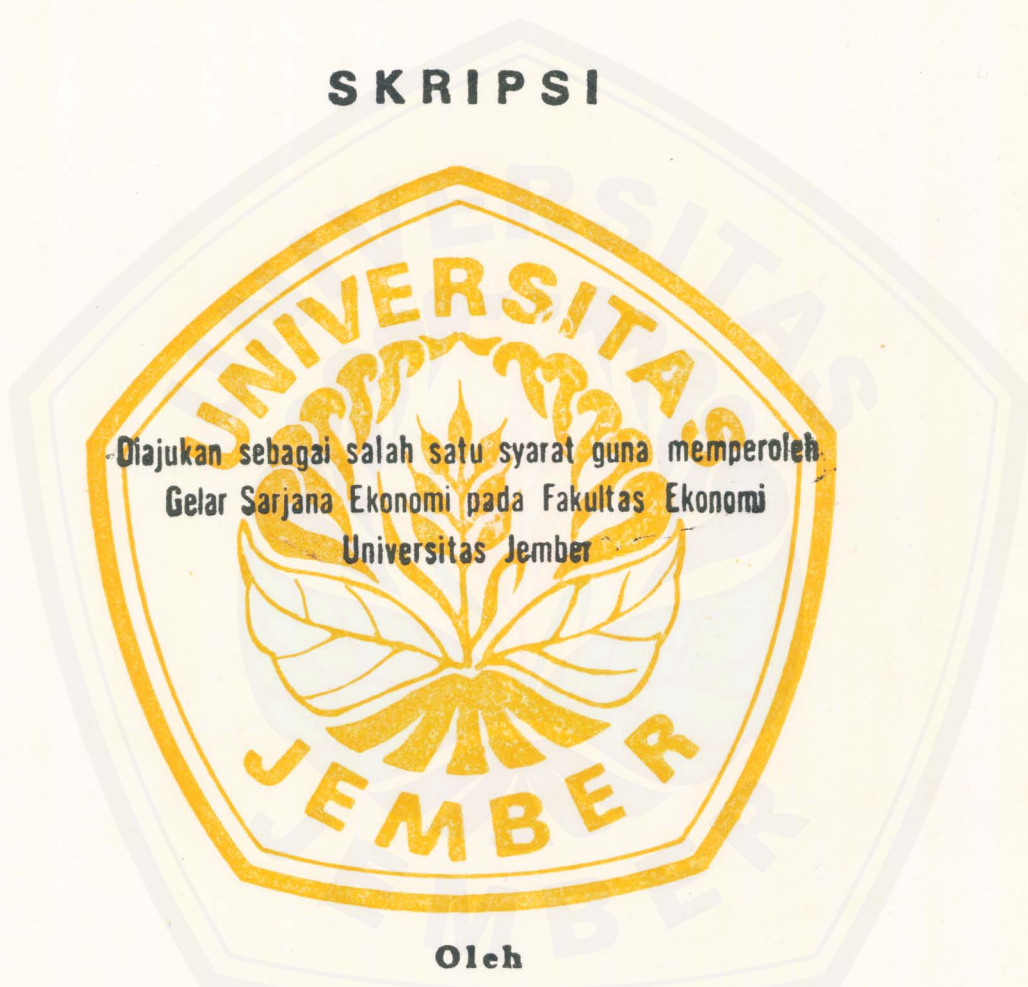 SKRIPSI
UNIVERSITAS
Diajukan sebagai salah satu syarat guna memperoleh
Gelar Sarjana Ekonomi pada Fakultas Ekonomi
Universitas Jember
JEMBER
Oleh